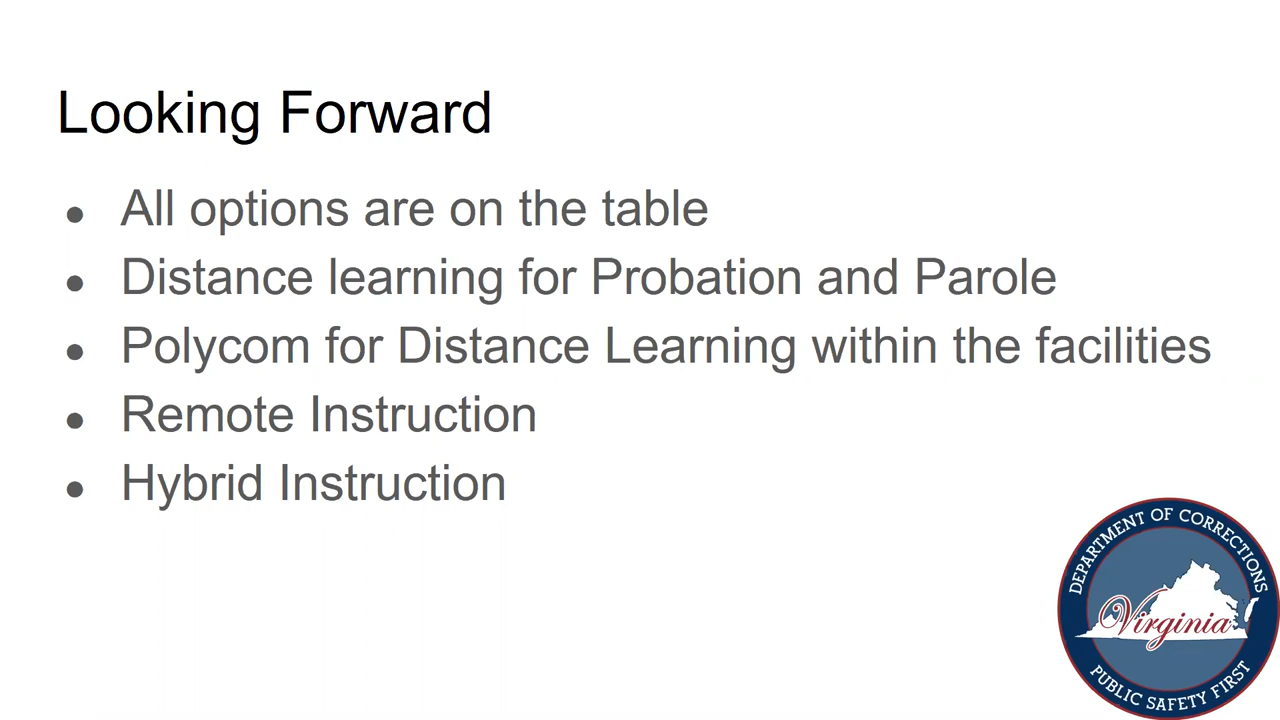 Looking Forward
● All options are on the table
● Distance learning for Probation and Parole
● Polycom for Distance Learning within the facilities
● Remote Instruction
● Hybrid Instruction
DEPARTMENT OF CORRECTIONS
Virginia
PUBLIC SAFETY FIRST